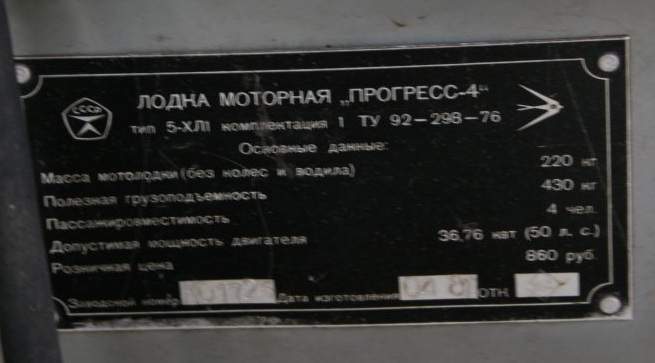 СССР
ЛОДКА МОТОРНАЯ „ПРОГРЕСС-4"
тип 5-ХЛ1 комплектация 1 ТУ 92-298-76
Основные данные:
Масса мотолодки (без колес и водила) 220 кг
Полезная грузоподъемность 430 кг
Пассажировместимость 4 чел.
Допустимая мощность двигателя 36,76 квт (50 л. с.)
Розничная цена 860 руб.
Заводской номер Дата изготовления ОТН